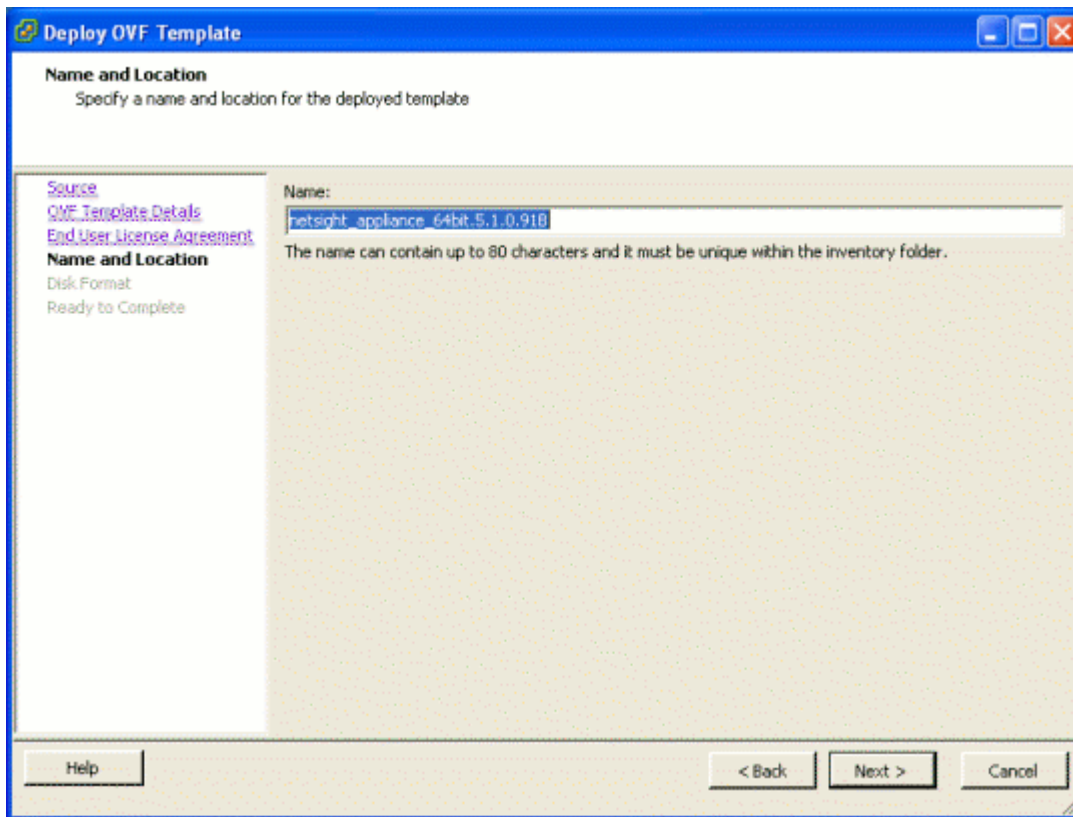 Deploy OVF Template
Name and Location
Specify a name and location for the deployed template
Source
OVF Template Details
End User License Agreement
Name and Location
Disk Format
Ready to Complete
Name:
netsight_appliance_64bit.5.1.0.918
The name can contain up to 80 characters and it must be unique within the inventory folder.
Help
< Back
Next >
Cancel